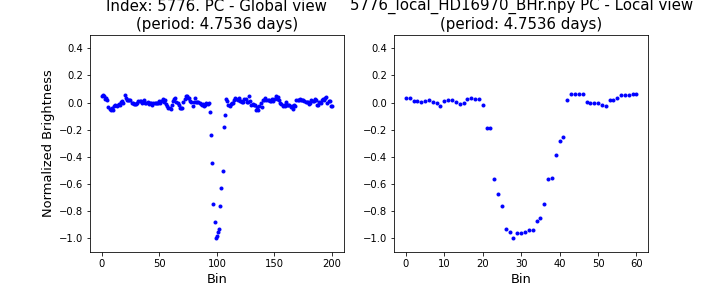 Index: 5776. PC - Global view
(period: 4.7536 days)
5776_local_HD16970_BHr.npy PC - Local view
(period: 4.7536 days)
Normalized Brightness
0.4
0.2
0.0
−0.2
−0.4
−0.6
−0.8
−1.0
0 50 100 150 200
Bin
0.4
0.2
0.0
−0.2
−0.4
−0.6
−0.8
−1.0
0 10 20 30 40 50 60
Bin